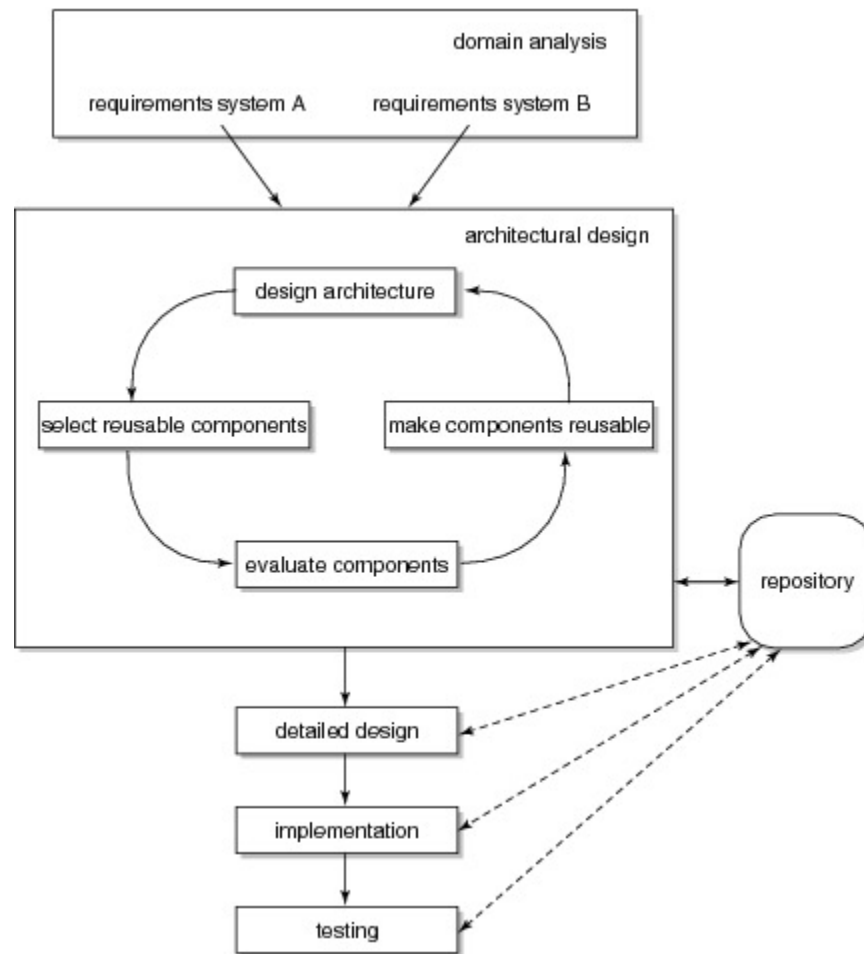 domain analysis
requirements system A
requirements system B
architectural design
design architecture
select reusable components
make components reusable
evaluate components
repository
detailed design
implementation
testing